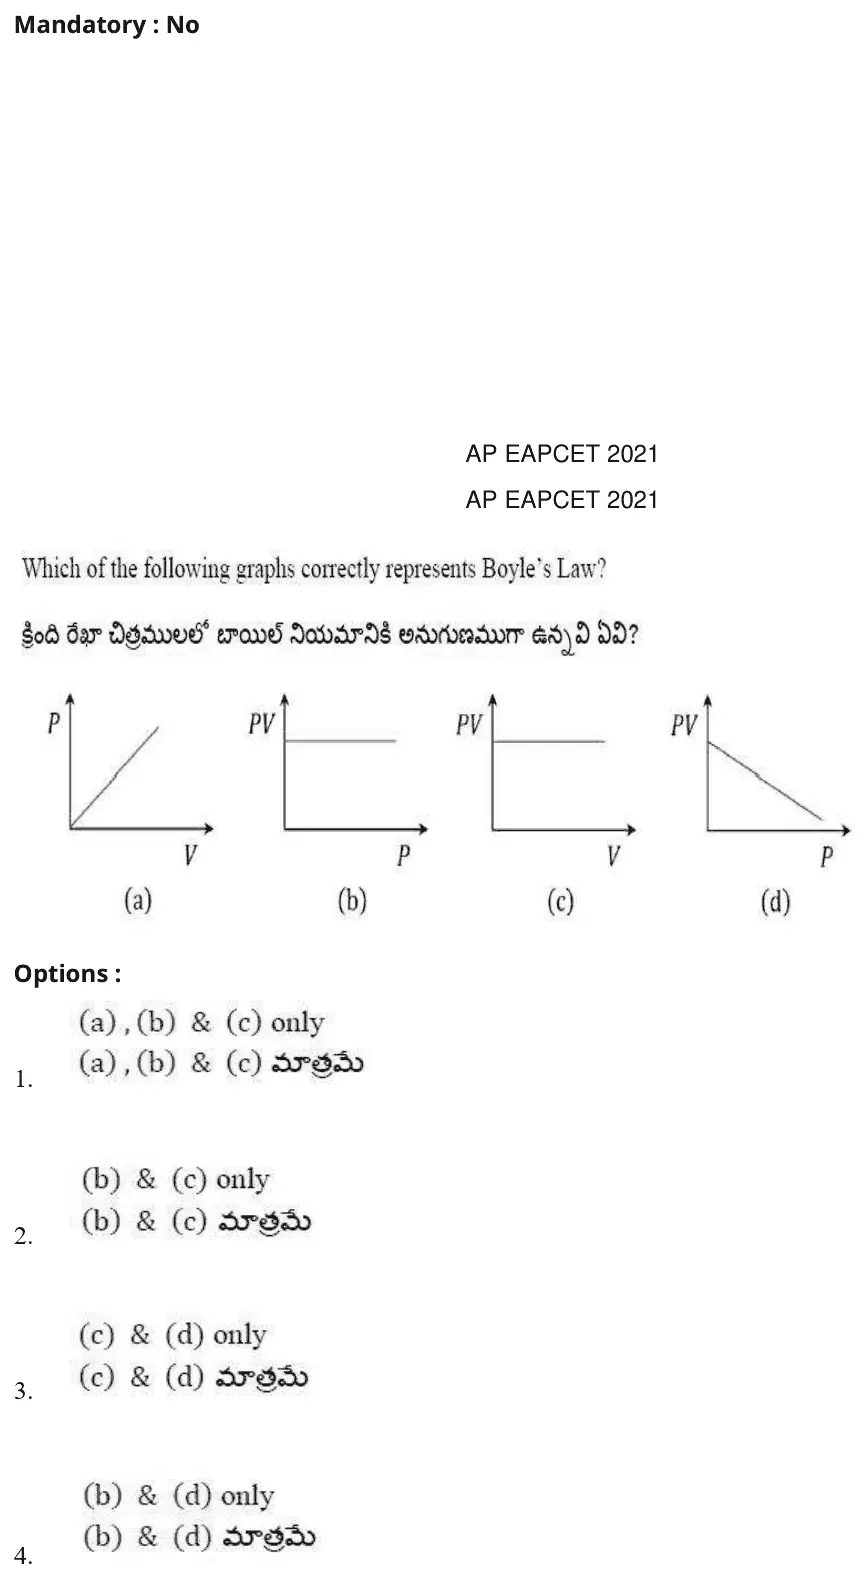 Mandatory : No
AP EAPCET 2021
AP EAPCET 2021
Which of the following graphs correctly represents Boyle's Law?
క్రింది రేఖా చిత్రములలో బాయిల్ నియమానికి అనుగుణముగా ఉన్నవి ఏవి?
P PV PV PV
V P V P
(a) (b) (c) (d)
Options :
(a) , (b) & (c) only
(a) , (b) & (c) మాత్రమే
1.
(b) & (c) only
(b) & (c) మాత్రమే
2.
(c) & (d) only
(c) & (d) మాత్రమే
3.
(b) & (d) only
(b) & (d) మాత్రమే
4.